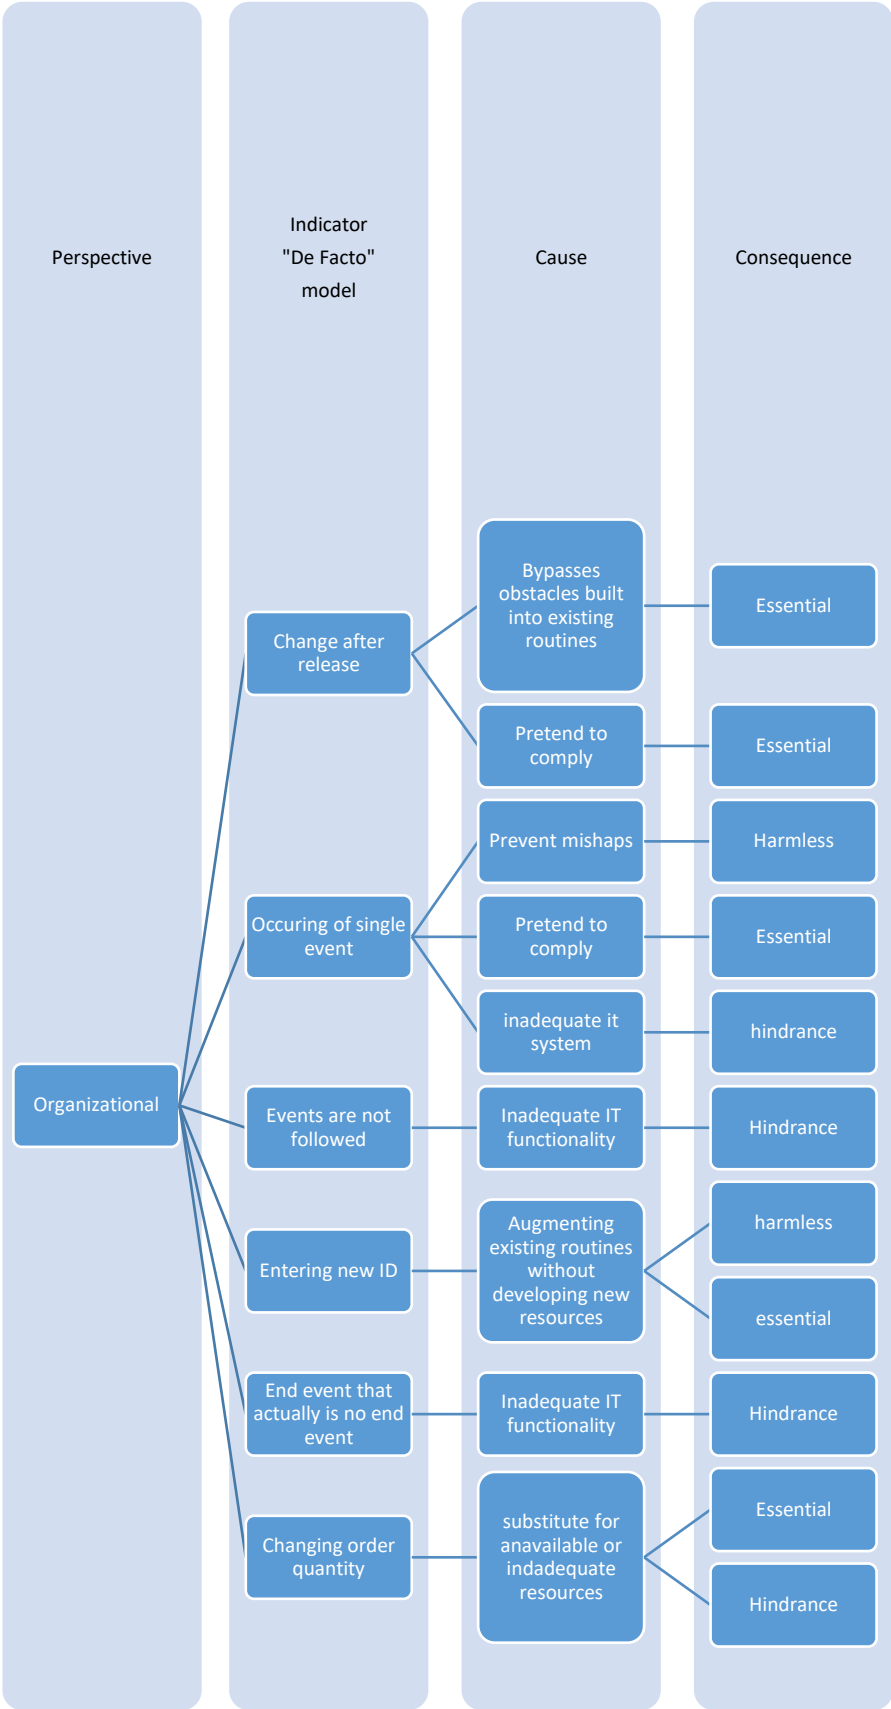 Perspective
Indicator
"De Facto"
model
Cause
Consequence
Organizational
Change after
release
Bypasses
obstacles built
into existing
routines
Essential
Pretend to
comply
Essential
Occuring of single
event
Prevent mishaps
Harmless
Pretend to
comply
Essential
inadequate it
system
hindrance
Events are not
followed
Inadequate IT
functionality
Hindrance
Entering new ID
Augmenting
existing routines
without
developing new
resources
harmless
essential
End event that
actually is no end
event
Inadequate IT
functionality
Hindrance
Changing order
quantity
substitute for
anavailable or
indadequate
resources
Essential
Hindrance